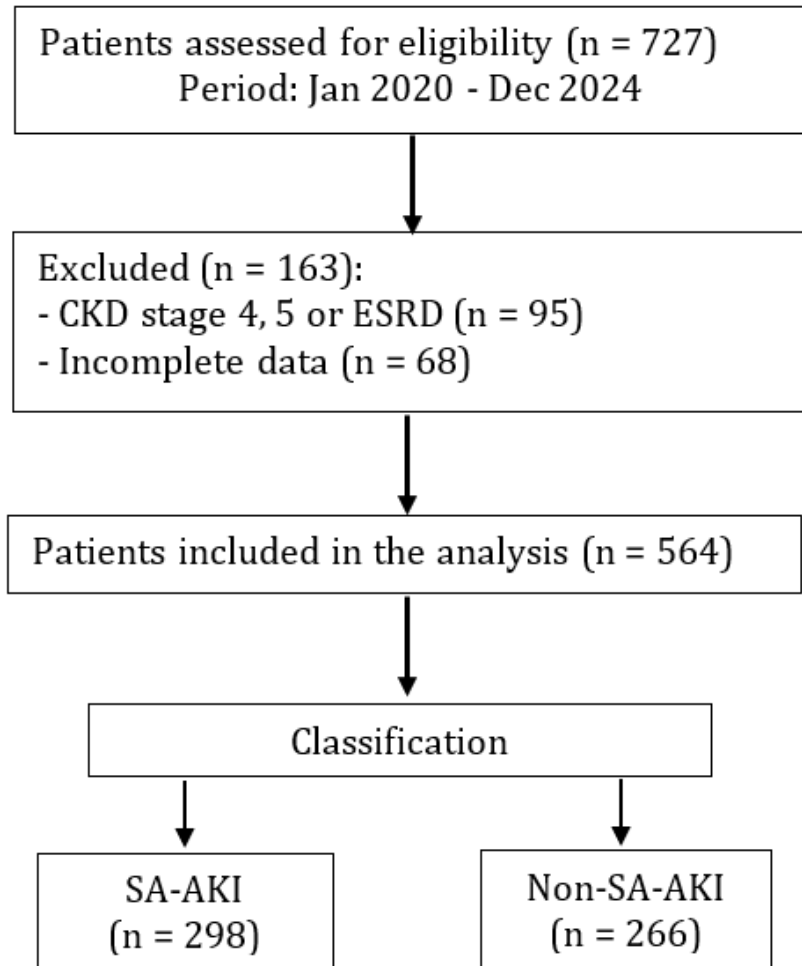 Patients assessed for eligibility (n = 727)
Period: Jan 2020 - Dec 2024
Excluded (n = 163):
- CKD stage 4, 5 or ESRD (n = 95)
- Incomplete data (n = 68)
Patients included in the analysis (n = 564)
Classification
SA-AKI
(n = 298)
Non-SA-AKI
(n = 266)